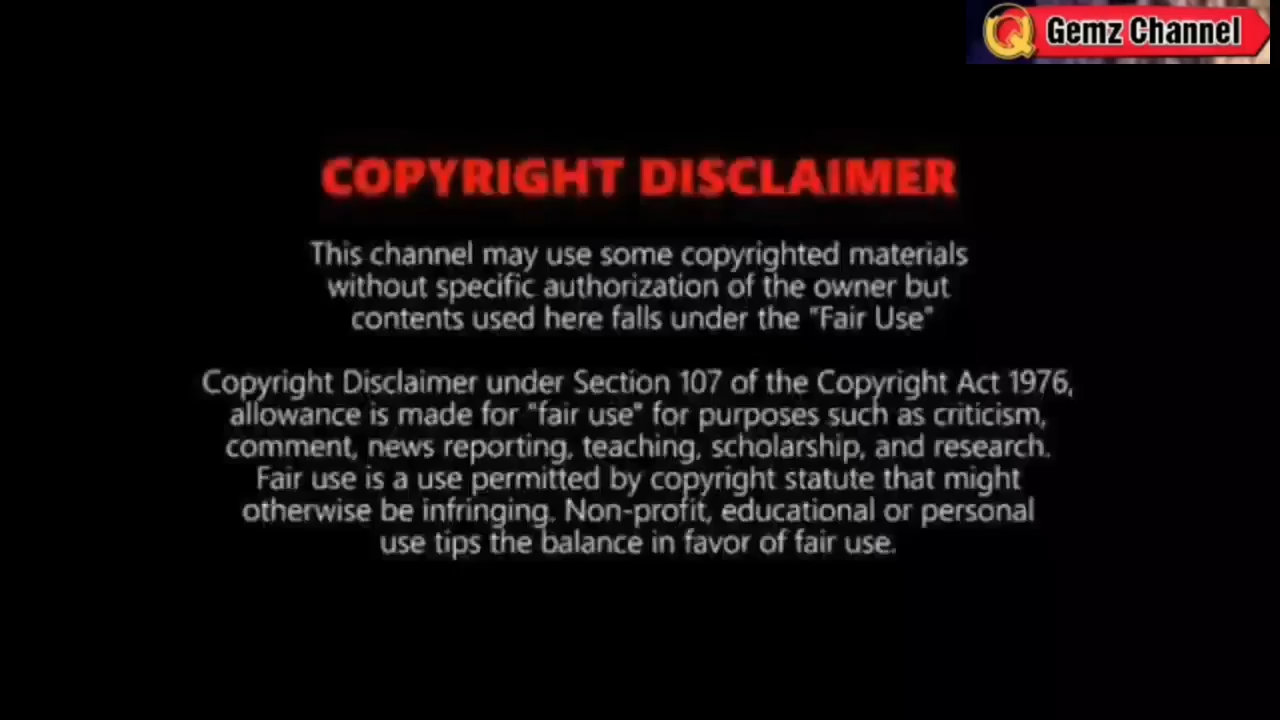 Gemz Channel
COPYRIGHT DISCLAIMER
This channel may use some copyrighted materials
without specific authorization of the owner but
contents used here falls under the "Fair Use"
Copyright Disclaimer under Section 107 of the Copyright Act 1976,
allowance is made for "fair use" for purposes such as criticism,
comment, news reporting, teaching, scholarship, and research.
Fair use is a use permitted by copyright statute that might
otherwise be infringing. Non-profit, educational or personal
use tips the balance in favor of fair use.